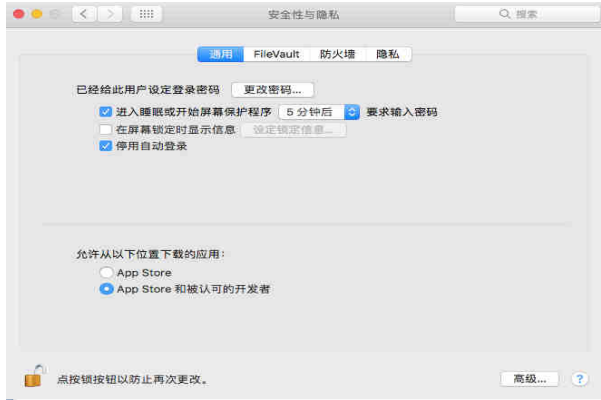 安全性与隐私
搜索
通用 FileVault 防火墙 隐私
已经给此用户设定登录密码 更改密码...
进入睡眠或开始屏幕保护程序 5 分钟后 要求输入密码
在屏幕锁定时显示信息 设定锁定信息...
停用自动登录
允许从以下位置下载的应用：
App Store
App Store 和被认可的开发者
点按锁按钮以防止再次更改。
高级... ?